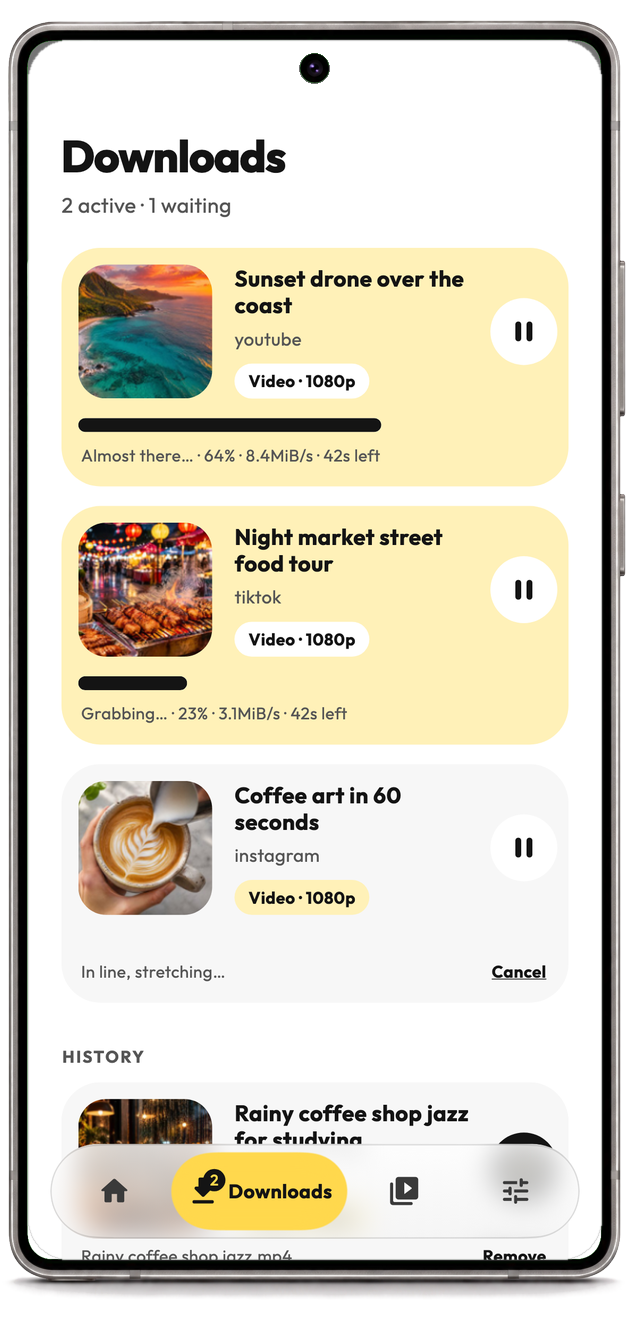 Downloads
2 active · 1 waiting
Sunset drone over the
coast
youtube
Video · 1080p
Almost there... · 64% · 8.4MiB/s · 42s left
Night market street
food tour
tiktok
Video · 1080p
Grabbing... · 23% · 3.1MiB/s · 42s left
Coffee art in 60
seconds
instagram
Video · 1080p
In line, stretching...
Cancel
HISTORY
Rainy coffee shop jazz
for studying
2
Downloads
Rainy coffee shop jazz.mp4
Remove